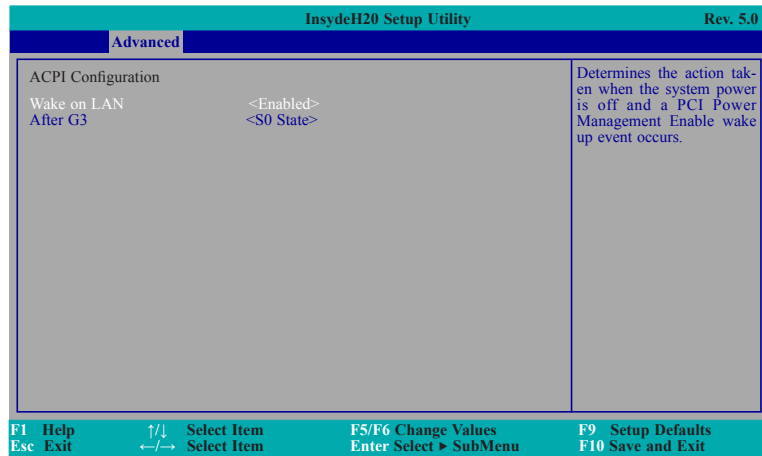 InsydeH20 Setup Utility Rev. 5.0
Advanced
ACPI Configuration
Wake on LAN <Enabled>
After G3 <S0 State>
Determines the action tak-
en when the system power
is off and a PCI Power
Management Enable wake
up event occurs.
F1 Help ↑/↓ Select Item F5/F6 Change Values F9 Setup Defaults
Esc Exit ←/→ Select Item Enter Select ► SubMenu F10 Save and Exit